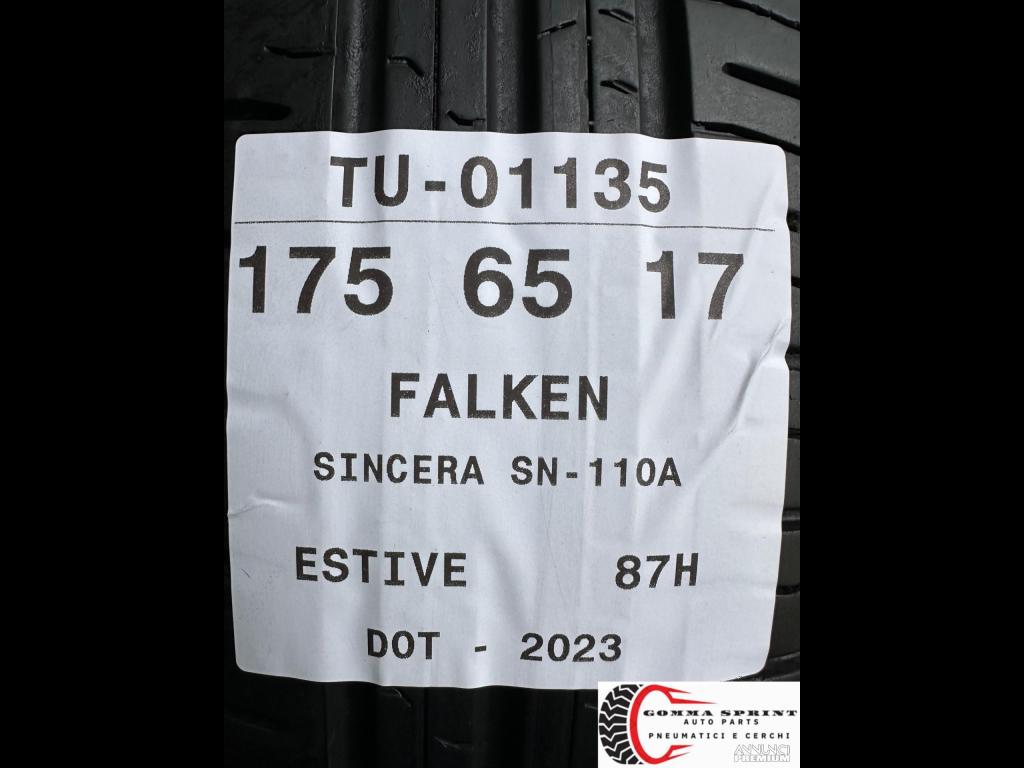 TU-01135
175 65 17
FALKEN
SINCERA SN-110A
ESTIVE 87H
DOT - 2023
GOMMA SPRINT
AUTO PARTS
PNEUMATICI E CERCHI
ANNUNCI
PREMIUM